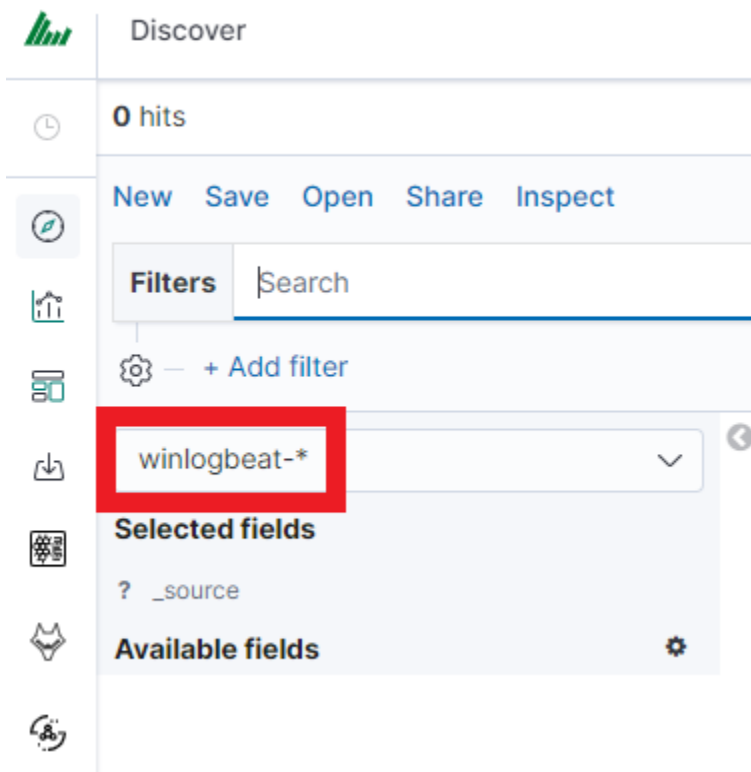 Discover
0 hits
New Save Open Share Inspect
Filters Search
+ Add filter
winlogbeat-*
Selected fields
? _source
Available fields